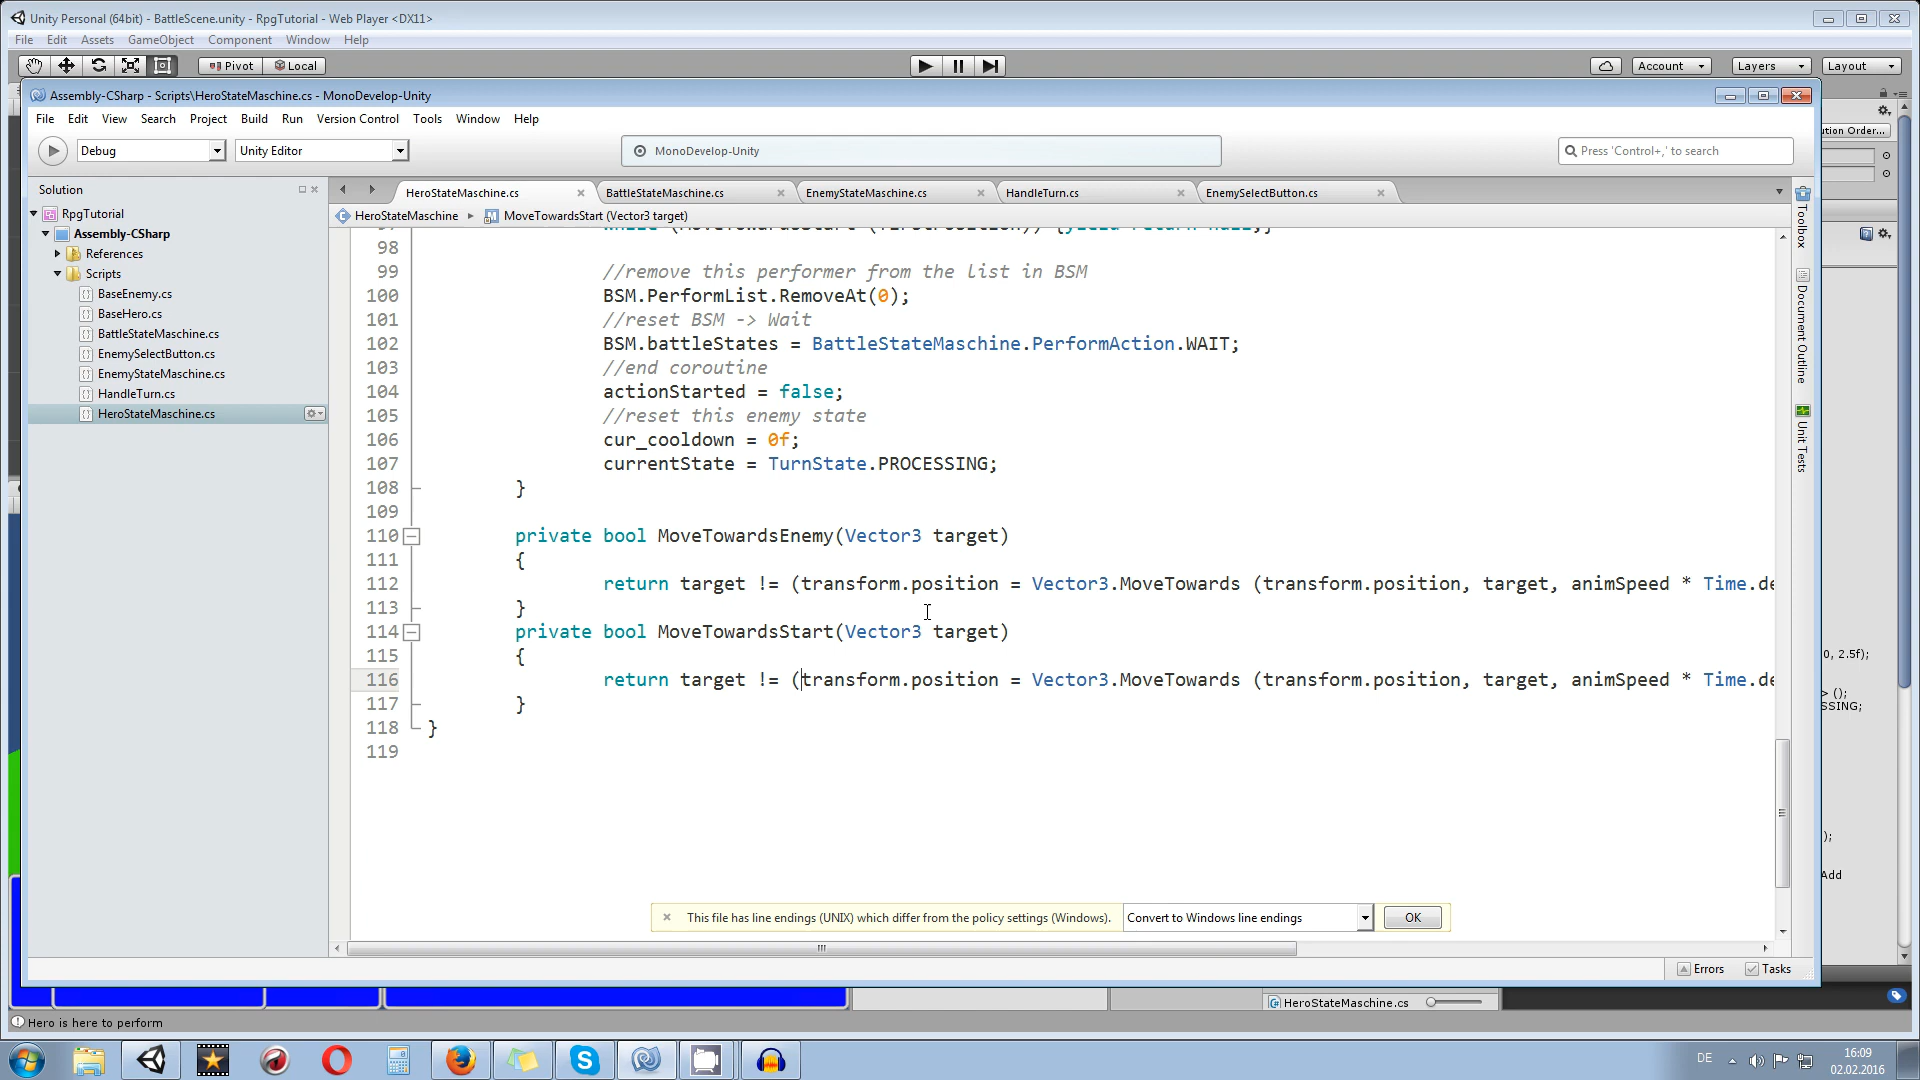 Unity Personal (64bit) - BattleScene.unity - RpgTutorial - Web Player <DX11>
File Edit Assets GameObject Component Window Help
Pivot Local Account Layers Layout
Assembly-CSharp - Scripts\HeroStateMaschine.cs - MonoDevelop-Unity
File Edit View Search Project Build Run Version Control Tools Window Help
ution Order...
Debug Unity Editor MonoDevelop-Unity Press 'Control+,' to search
Solution
HeroStateMaschine.cs BattleStateMaschine.cs EnemyStateMaschine.cs HandleTurn.cs EnemySelectButton.cs
HeroStateMaschine MoveTowardsStart (Vector3 target)
RpgTutorial
Assembly-CSharp
References
Scripts
BaseEnemy.cs
BaseHero.cs
BattleStateMaschine.cs
EnemySelectButton.cs
EnemyStateMaschine.cs
HandleTurn.cs
HeroStateMaschine.cs
98
99 //remove this performer from the list in BSM
100 BSM.PerformList.RemoveAt(0);
101 //reset BSM -> Wait
102 BSM.battleStates = BattleStateMaschine.PerformAction.WAIT;
103 //end coroutine
104 actionStarted = false;
105 //reset this enemy state
106 cur_cooldown = 0f;
107 currentState = TurnState.PROCESSING;
108 }
109
110 private bool MoveTowardsEnemy(Vector3 target)
111 {
112 return target != (transform.position = Vector3.MoveTowards (transform.position, target, animSpeed * Time.de
113 }
114 private bool MoveTowardsStart(Vector3 target)
115 {
116 return target != (transform.position = Vector3.MoveTowards (transform.position, target, animSpeed * Time.de
117 }
118 }
119
Toolbox
Document Outline
Unit Tests
0, 2.5f);
> ();
SSING;
);
Add
This file has line endings (UNIX) which differ from the policy settings (Windows). Convert to Windows line endings OK
Errors Tasks
HeroStateMaschine.cs
Hero is here to perform
DE 16:09
02.02.2016